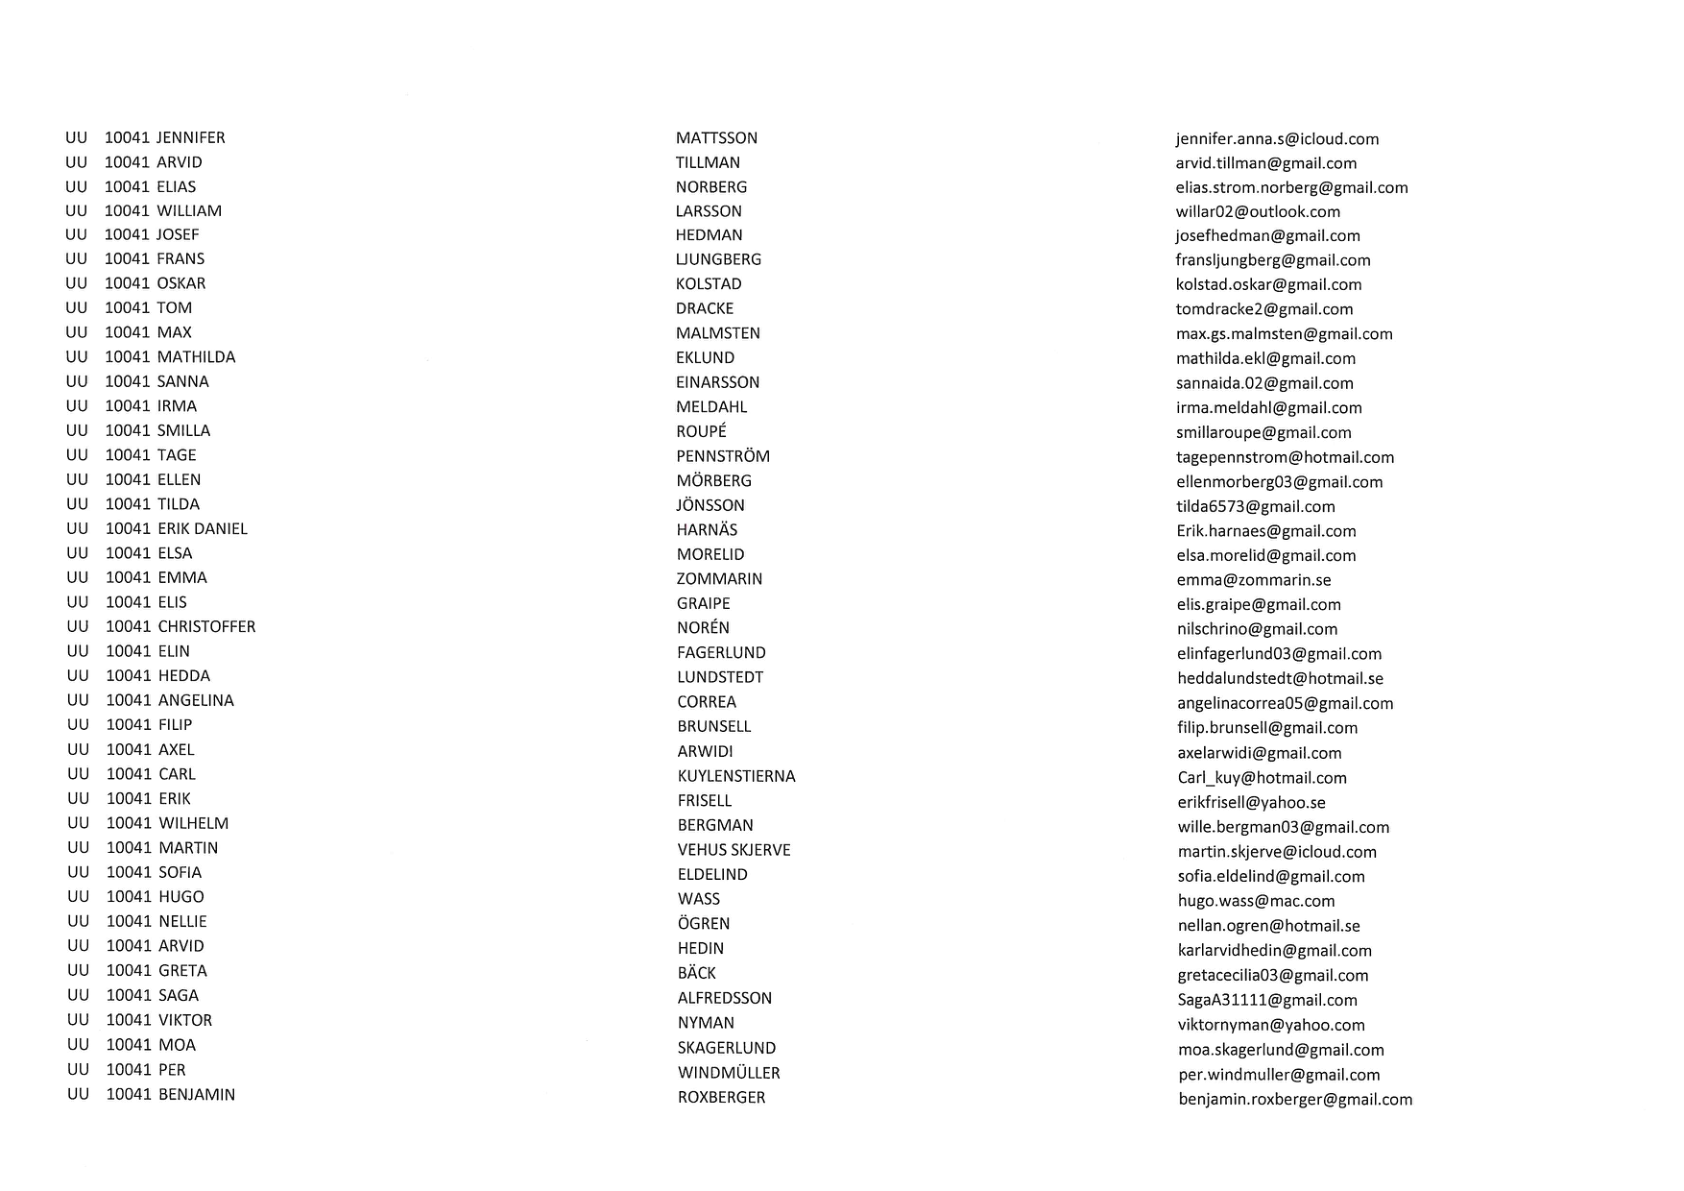 UU 10041 JENNIFER MATTSSON jennifer.anna.s@icloud.com
UU 10041 ARVID TILLMAN arvid.tillman@gmail.com
UU 10041 ELIAS NORBERG elias.strom.norberg@gmail.com
UU 10041 WILLIAM LARSSON willar02@outlook.com
UU 10041 JOSEF HEDMAN josefhedman@gmail.com
UU 10041 FRANS LJUNGBERG fransljungberg@gmail.com
UU 10041 OSKAR KOLSTAD kolstad.oskar@gmail.com
UU 10041 TOM DRACKE tomdracke2@gmail.com
UU 10041 MAX MALMSTEN max.gs.malmsten@gmail.com
UU 10041 MATHILDA EKLUND mathilda.ekl@gmail.com
UU 10041 SANNA EINARSSON sannaida.02@gmail.com
UU 10041 IRMA MELDAHL irma.meldahl@gmail.com
UU 10041 SMILLA ROUPÉ smillaroupe@gmail.com
UU 10041 TAGE PENNSTRÖM tagepennstrom@hotmail.com
UU 10041 ELLEN MÖRBERG ellenmorberg03@gmail.com
UU 10041 TILDA JÖNSSON tilda6573@gmail.com
UU 10041 ERIK DANIEL HARNÄS Erik.harnaes@gmail.com
UU 10041 ELSA MORELID elsa.morelid@gmail.com
UU 10041 EMMA ZOMMARIN emma@zommarin.se
UU 10041 ELIS GRAIPE elis.graipe@gmail.com
UU 10041 CHRISTOFFER NORÉN nilschrino@gmail.com
UU 10041 ELIN FAGERLUND elinfagerlund03@gmail.com
UU 10041 HEDDA LUNDSTEDT heddalundstedt@hotmail.se
UU 10041 ANGELINA CORREA angelinacorrea05@gmail.com
UU 10041 FILIP BRUNSELL filip.brunsell@gmail.com
UU 10041 AXEL ARWIDI axelarwidi@gmail.com
UU 10041 CARL KUYLENSTIERNA Carl_kuy@hotmail.com
UU 10041 ERIK FRISELL erikfrisell@yahoo.se
UU 10041 WILHELM BERGMAN wille.bergman03@gmail.com
UU 10041 MARTIN VEHUS SKJERVE martin.skjerve@icloud.com
UU 10041 SOFIA ELDELIND sofia.eldelind@gmail.com
UU 10041 HUGO WASS hugo.wass@mac.com
UU 10041 NELLIE ÖGREN nellan.ogren@hotmail.se
UU 10041 ARVID HEDIN karlarvidhedin@gmail.com
UU 10041 GRETA BÄCK gretacecilia03@gmail.com
UU 10041 SAGA ALFREDSSON SagaA31111@gmail.com
UU 10041 VIKTOR NYMAN viktornyman@yahoo.com
UU 10041 MOA SKAGERLUND moa.skagerlund@gmail.com
UU 10041 PER WINDMÜLLER per.windmuller@gmail.com
UU 10041 BENJAMIN ROXBERGER benjamin.roxberger@gmail.com